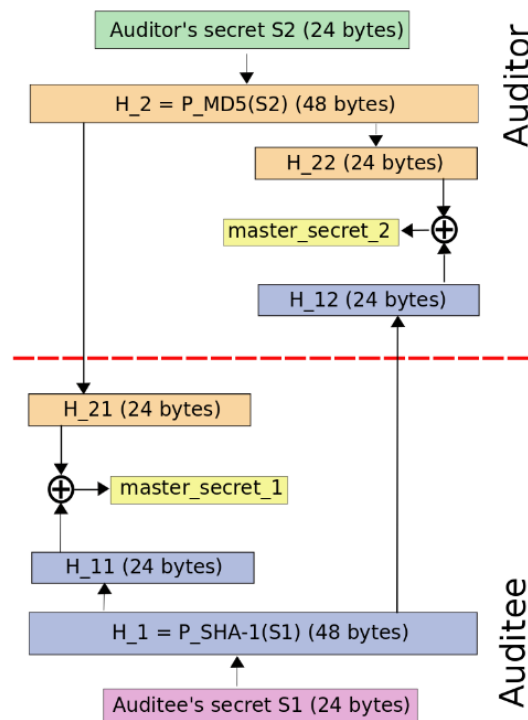 Auditor's secret S2 (24 bytes)
Auditor
H_2 = P_MD5(S2) (48 bytes)
H_22 (24 bytes)
master_secret_2
H_12 (24 bytes)
H_21 (24 bytes)
master_secret_1
H_11 (24 bytes)
Auditee
H_1 = P_SHA-1(S1) (48 bytes)
Auditee's secret S1 (24 bytes)